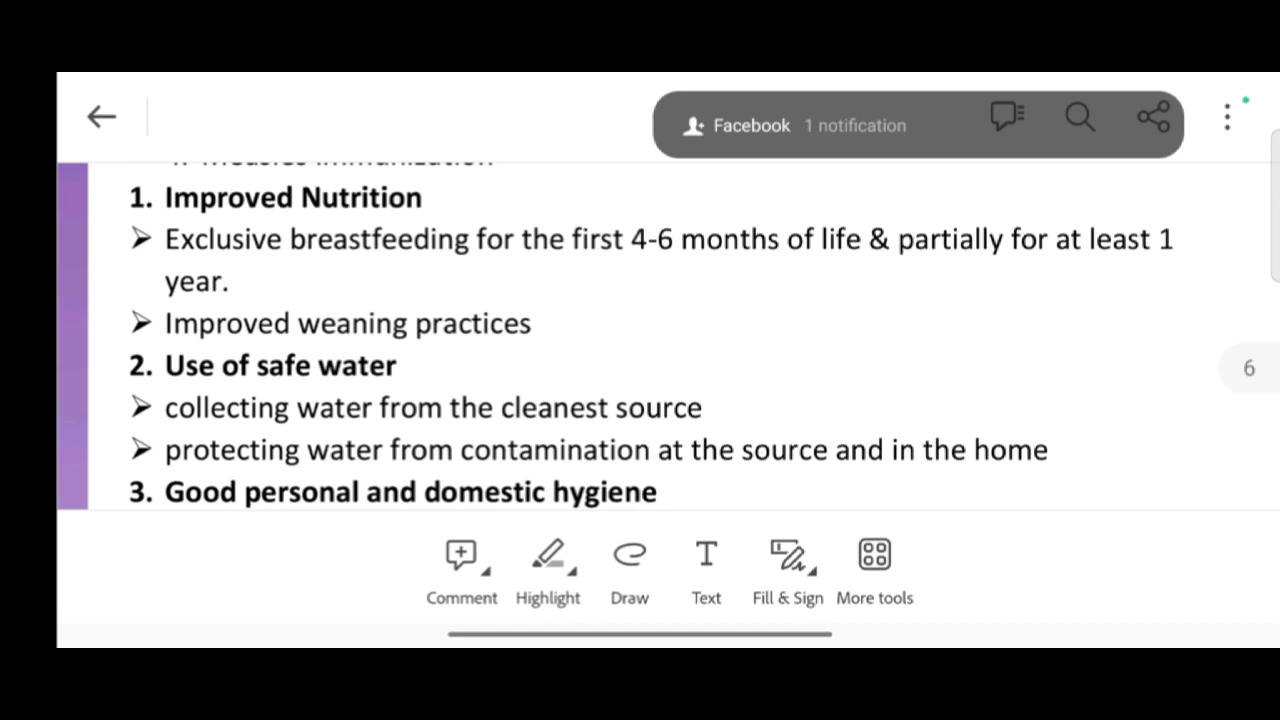 Facebook 1 notification
1. Improved Nutrition
➢ Exclusive breastfeeding for the first 4-6 months of life & partially for at least 1
year.
➢ Improved weaning practices
2. Use of safe water
6
➢ collecting water from the cleanest source
➢ protecting water from contamination at the source and in the home
3. Good personal and domestic hygiene
Comment Highlight Draw Text Fill & Sign More tools